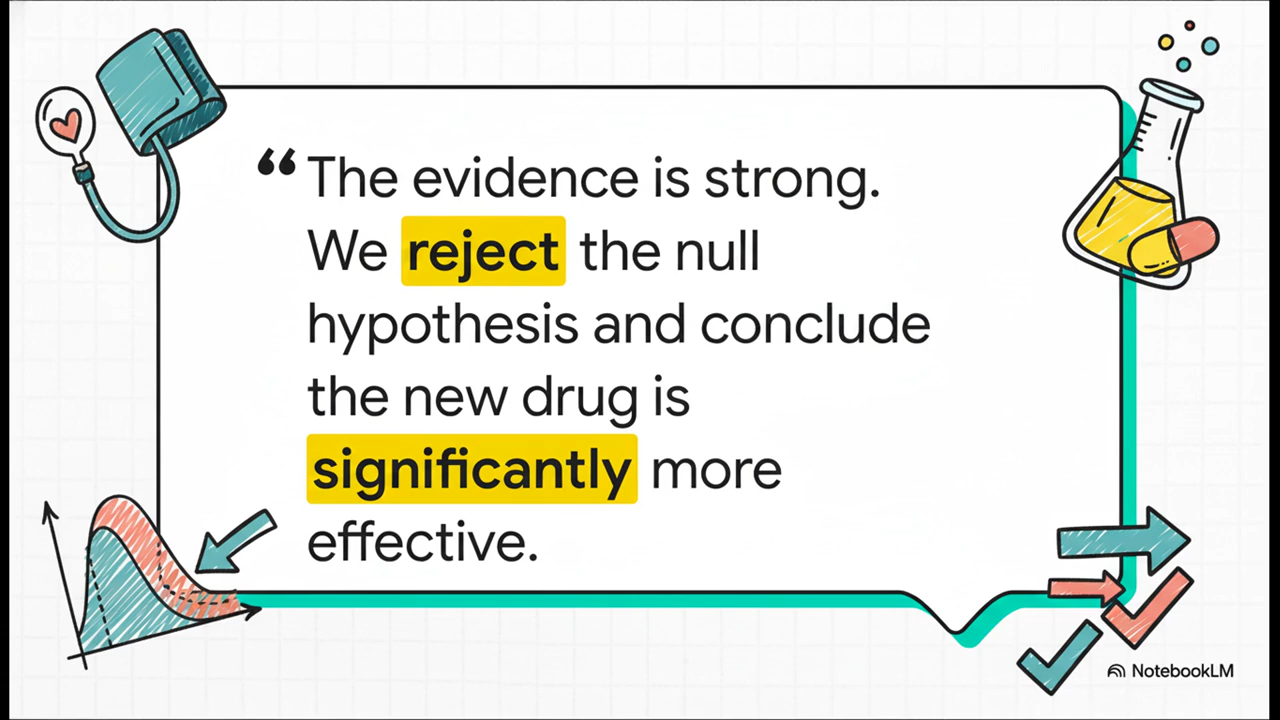 “The evidence is strong.
We reject the null
hypothesis and conclude
the new drug is
significantly more
effective.
NotebookLM